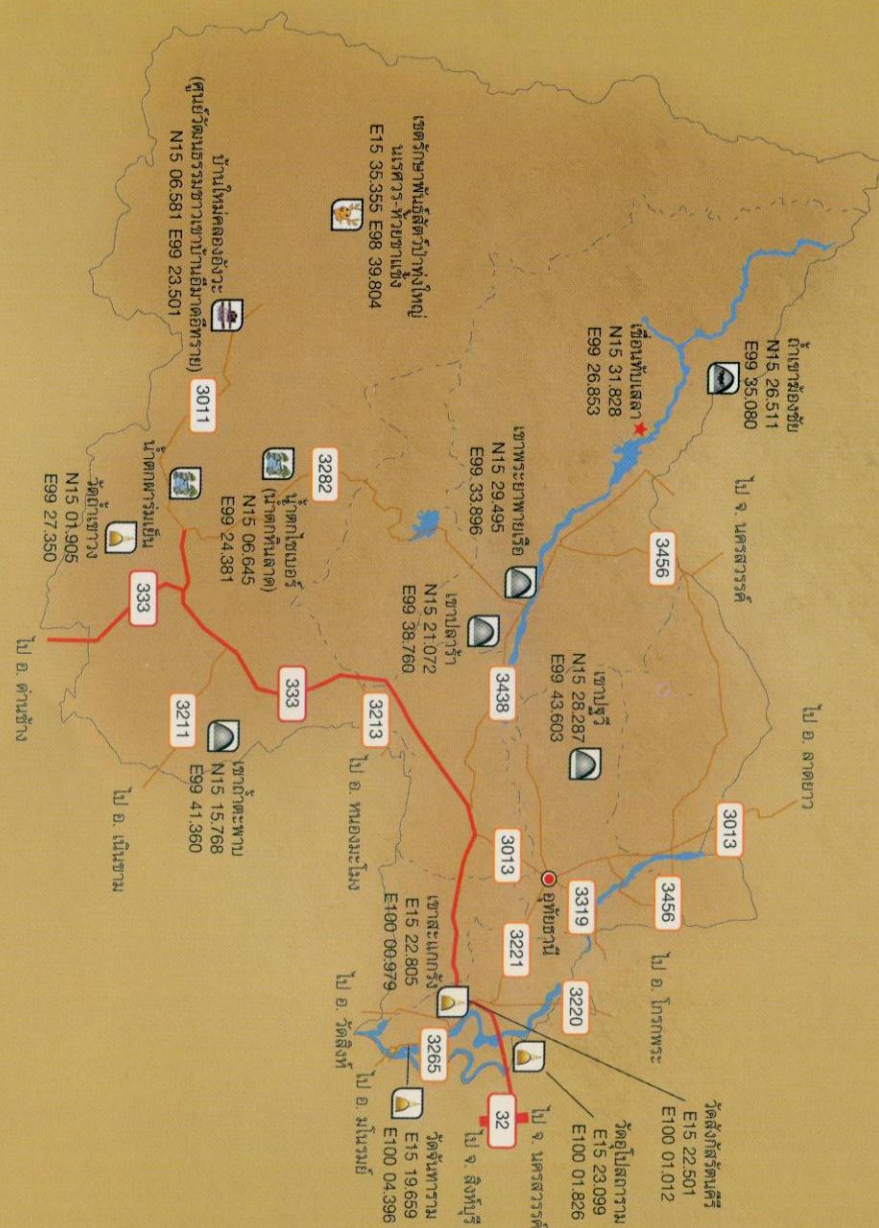 ถ้ำเขาฆ้องชัย
N15 26.511
E99 35.080
ไป จ. นครสวรรค์
3456
ไป อ. ลาดยาว
3013
3456
ไป อ. โกรกพระ
เขื่อนทับเสลา
N15 31.828
E99 26.853
เขาพระยาพายเรือ
N15 29.495
E99 33.896
เขาปลาร้า
N15 21.072
E99 38.760
3438
เขาปฐวี
N15 28.287
E99 43.603
3013
อุทัยธานี
3319
3221
3220
วัดสังกัสรัตนคีรี
E15 22.501
E100 01.012
วัดอุโปสถาราม
E15 23.099
E100 01.826
ไป จ. นครสวรรค์
32
ไป จ. สิงห์บุรี
วัดจันทาราม
E15 19.659
E100 04.396
ไป อ. มโนรมย์
3265
ไป อ. วัดสิงห์
เขาสะแกกรัง
E15 22.805
E100 00.979
เขตรักษาพันธุ์สัตว์ป่าทุ่งใหญ่
นเรศวร-ห้วยขาแข้ง
E15 35.355 E98 39.804
บ้านใหม่คลองอังวะ
(ศูนย์วัฒนธรรมชาวเขาบ้านอีมาดอีทราย)
N15 06.581 E99 23.501
3011
3282
น้ำตกไซเบอร์
(น้ำตกหินลาด)
N15 06.645
E99 24.381
น้ำตกผาร่มเย็น
วัดถ้ำเขาวง
N15 01.905
E99 27.350
333
333
3213
ไป อ. หนองมะโมง
3211
เขาถ้ำตะพาบ
N15 15.768
E99 41.360
ไป อ. เนินขาม
ไป อ. ด่านช้าง